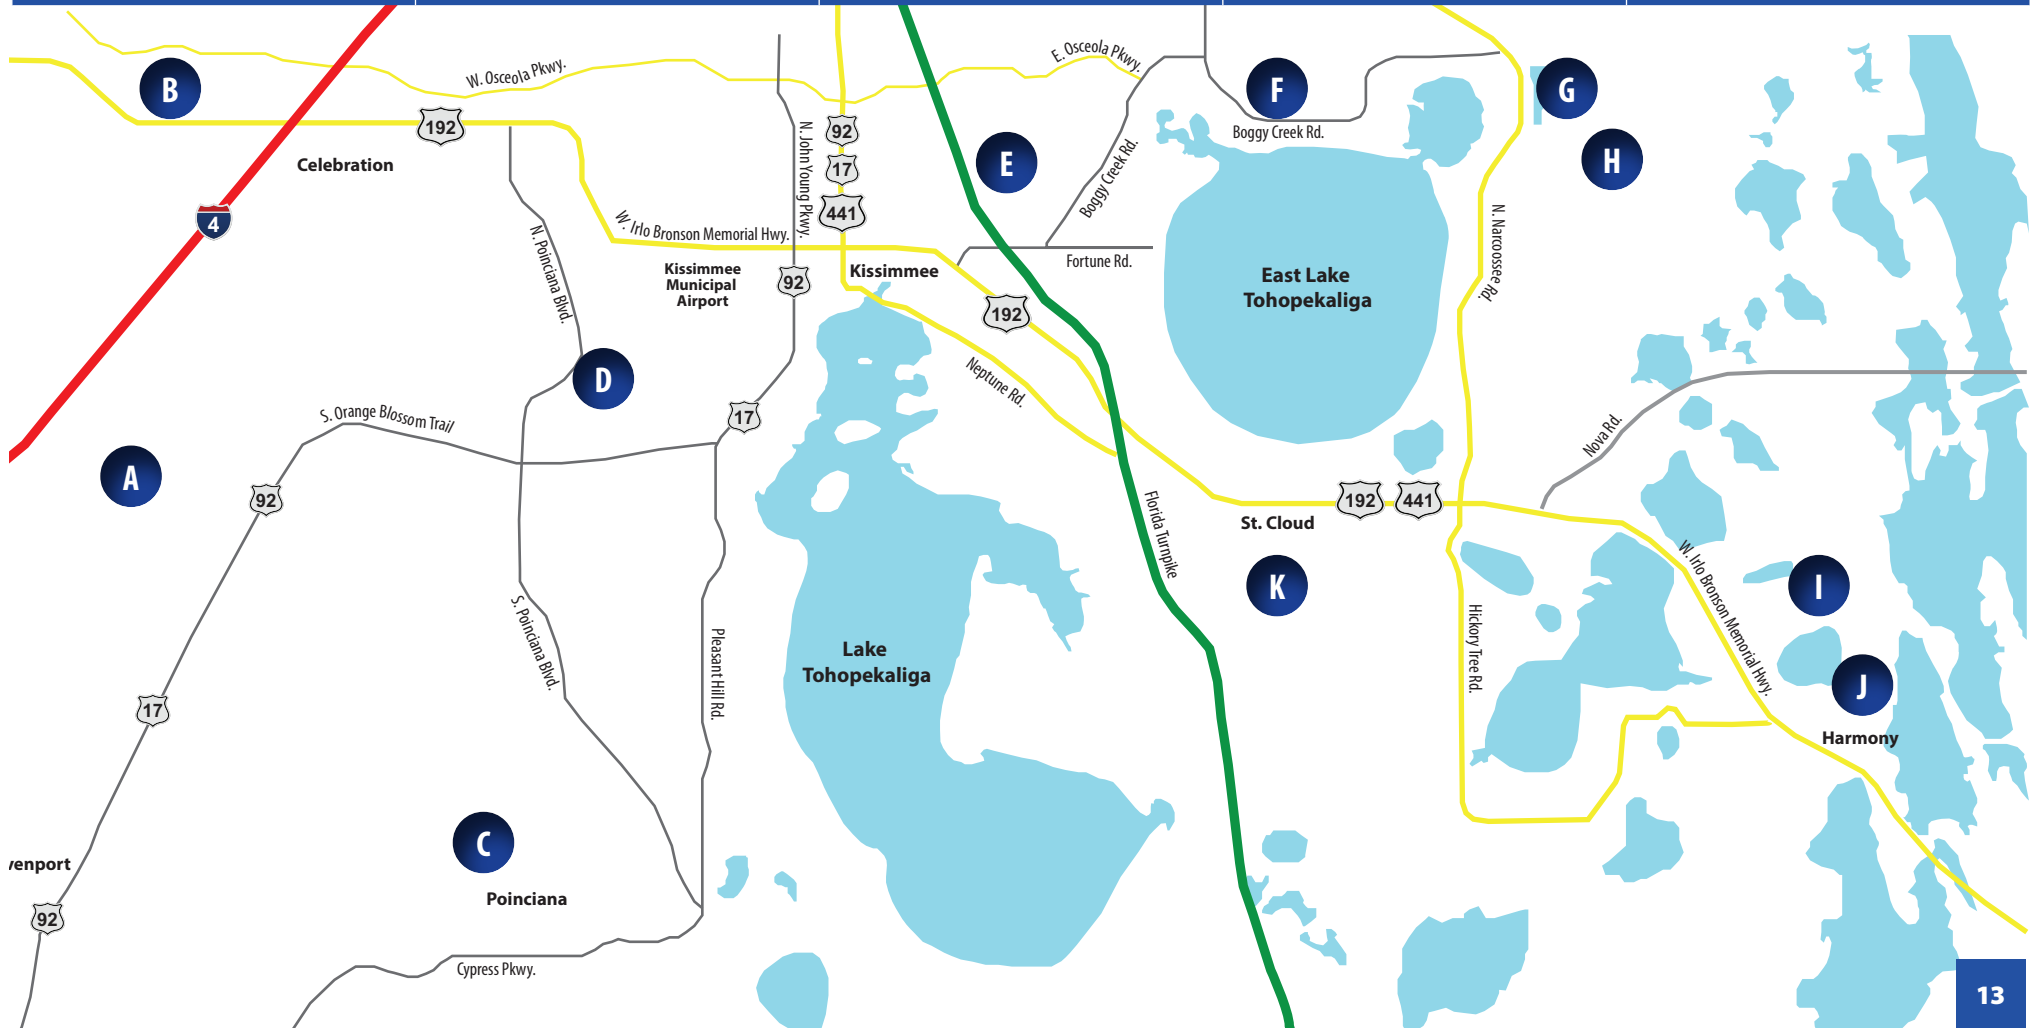 W. Osceola Pkwy.
E. Osceola Pkwy.
B
F
G
192
92
Boggy Creek Rd.
N. John Young Pkwy.
Celebration
17
E
Boggy Creek Rd.
H
4
441
N. Poinciana Blvd.
W. Irlo Bronson Memorial Hwy.
Fortune Rd.
N. Narcoossee Rd.
Kissimmee
Municipal
Airport
92
Kissimmee
East Lake
Tohopekaliga
192
D
Neptune Rd.
S. Orange Blossom Trail
17
Nova Rd.
A
92
192
441
St. Cloud
Florida Turnpike
K
I
W. Irlo Bronson Memorial Hwy.
S. Poinciana Blvd.
Pleasant Hill Rd.
Hickory Tree Rd.
Lake
Tohopekaliga
J
17
Harmony
C
venport
Poinciana
92
Cypress Pkwy.
13